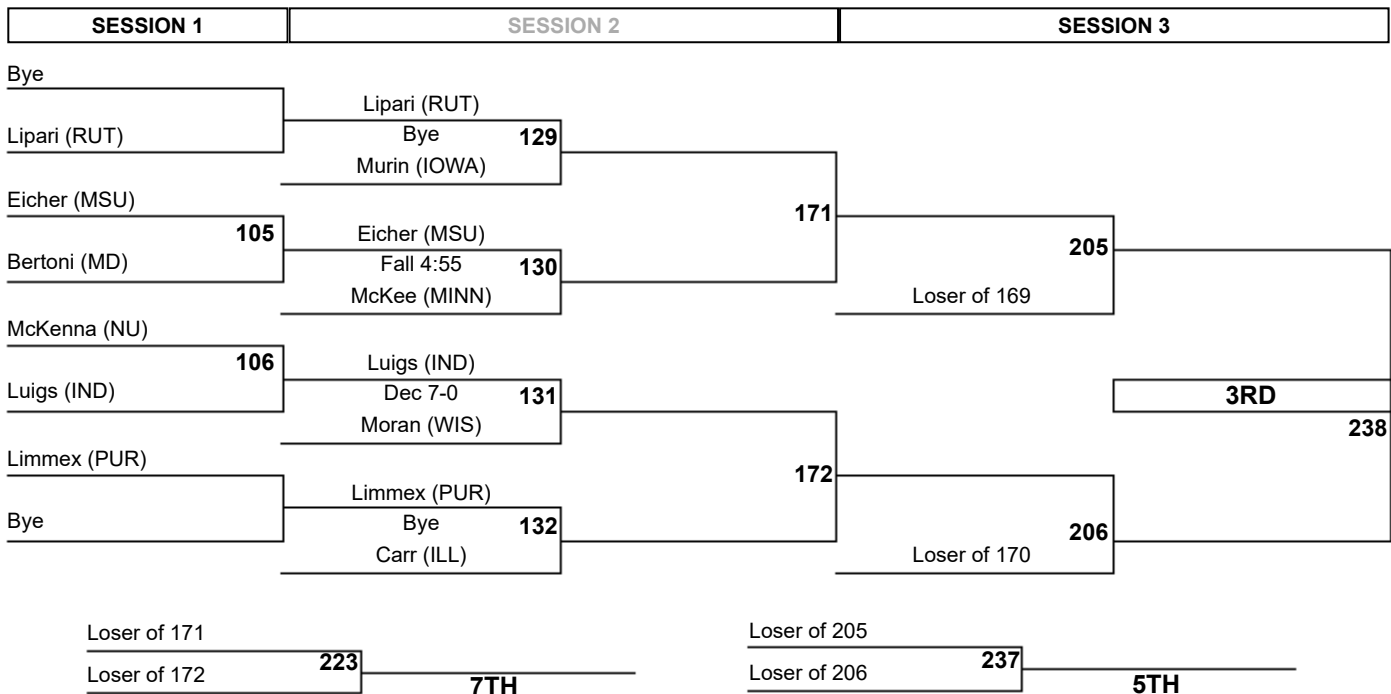 SESSION 1 SESSION 2 SESSION 3
Bye
Lipari (RUT)
Lipari (RUT)
Bye 129
Murin (IOWA)
Eicher (MSU)
171
105 Eicher (MSU)
205
Bertoni (MD) Fall 4:55 130
McKee (MINN) Loser of 169
McKenna (NU)
106 Luigs (IND)
Luigs (IND) Dec 7-0 131 3RD
Moran (WIS) 238
Limmex (PUR)
172
Limmex (PUR)
Bye Bye 132 206
Carr (ILL) Loser of 170
Loser of 171 Loser of 205
223 237
Loser of 172 7TH Loser of 206 5TH